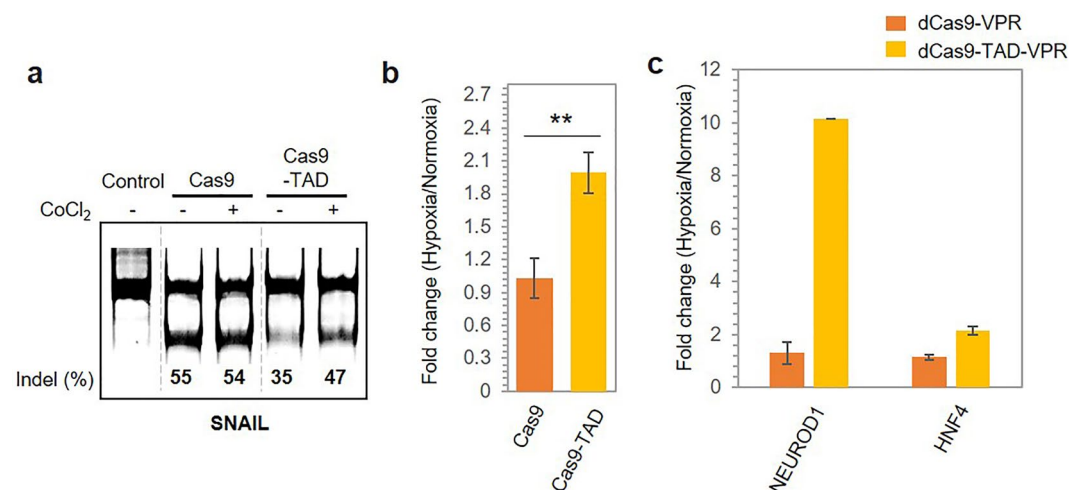 dCas9-VPR
dCas9-TAD-VPR
a
Control
Cas9
Cas9
-TAD
CoCl₂
-
-
+
-
+
Indel (%)
55
54
35
47
SNAIL
b
Fold change (Hypoxia/Normoxia)
2.7
2.4
2.1
1.8
1.5
1.2
0.9
0.6
0.3
0
**
Cas9
Cas9-TAD
c
Fold change (Hypoxia/Normoxia)
12
10
8
6
4
2
0
NEUROD1
HNF4